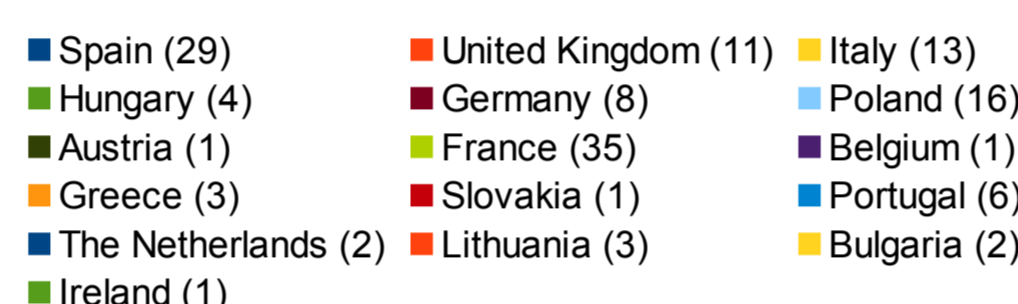 Spain (29) United Kingdom (11) Italy (13)
Hungary (4) Germany (8) Poland (16)
Austria (1) France (35) Belgium (1)
Greece (3) Slovakia (1) Portugal (6)
The Netherlands (2) Lithuania (3) Bulgaria (2)
Ireland (1)